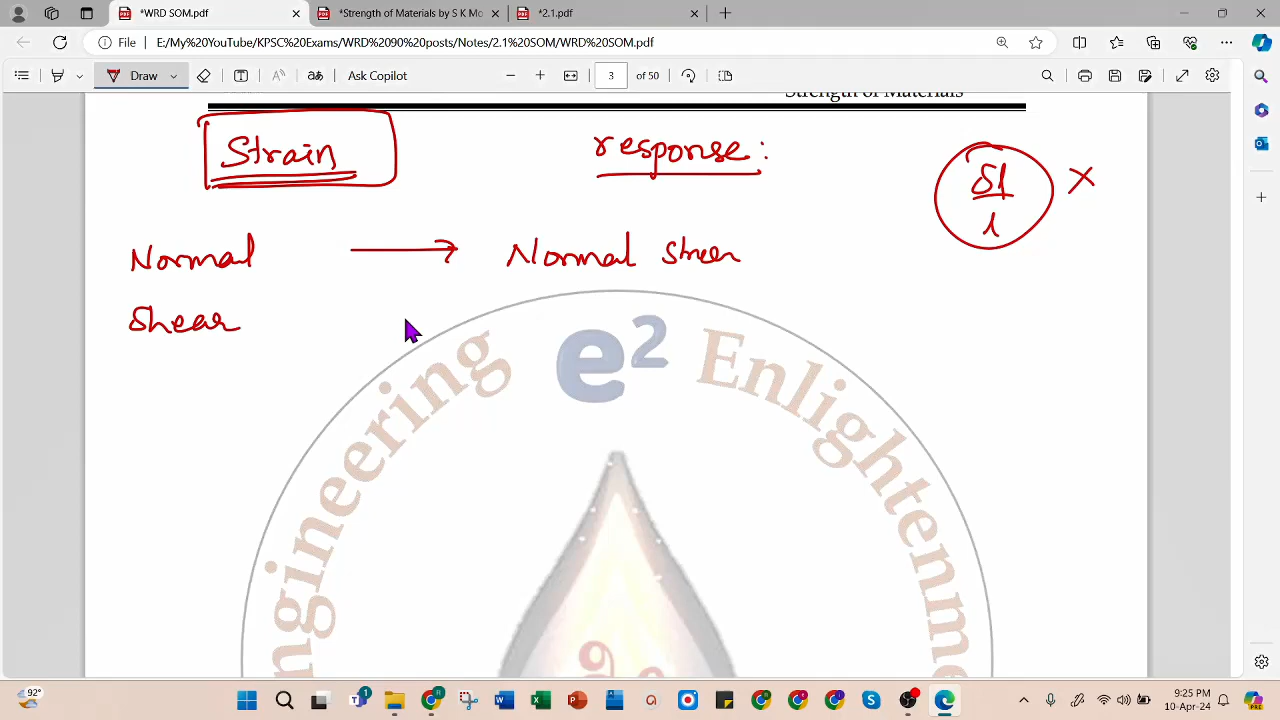 *WRD SOM.pdf
*Strength of Materials by S K Mo
*2.1.pdf
File
E:/My%20YouTube/KPSC%20Exams/WRD%2090%20posts/Notes/2.1%20SOM/WRD%20SOM.pdf
Draw
Ask Copilot
3 of 50
Strength of Materials
Strain response:
δl
l
×
Normal → Normal
Shear
e²
Engineering Enlightenme
92°
9:25 PM
10-Apr-24